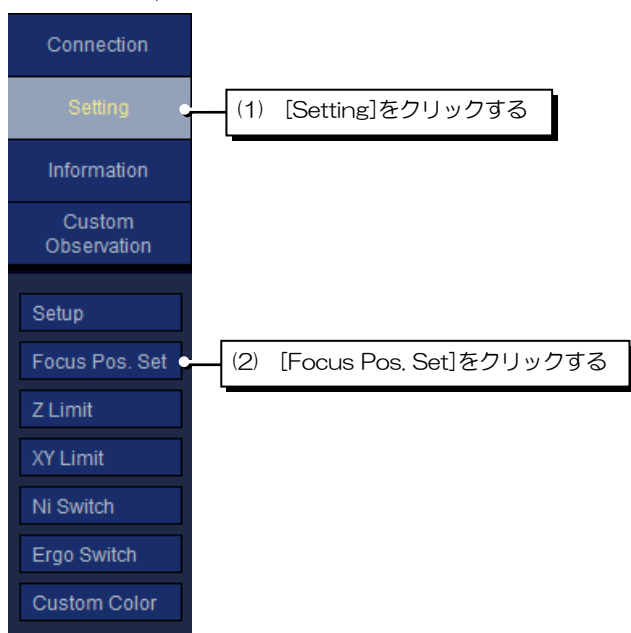 Connection
Setting
(1) [Setting]をクリックする
Information
Custom
Observation
Setup
Focus Pos. Set
(2) [Focus Pos. Set]をクリックする
Z Limit
XY Limit
Ni Switch
Ergo Switch
Custom Color